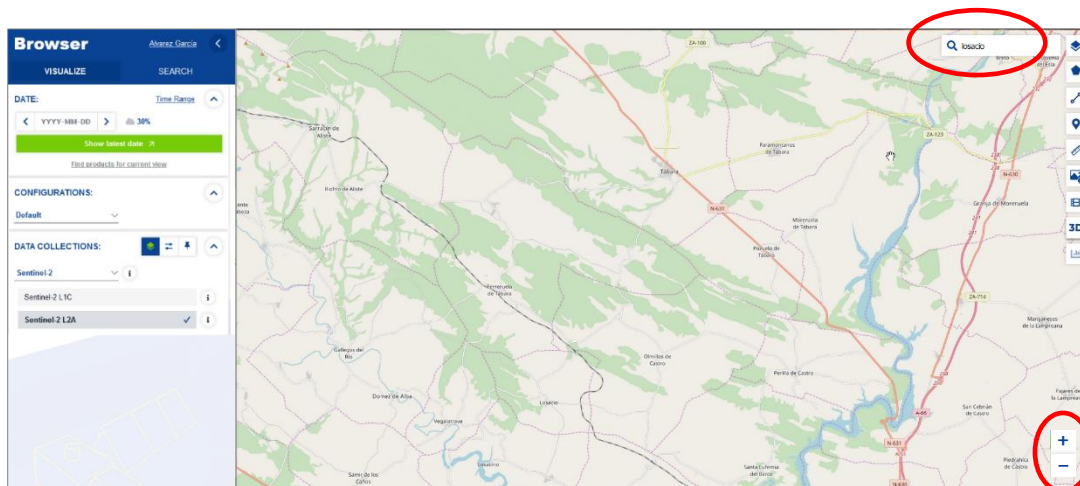 Browser
Alvarez Garcia
VISUALIZE
SEARCH
DATE:
Time Range
YYYY-MM-DD
30%
Show latest date
Find products for current view
CONFIGURATIONS:
Default
DATA COLLECTIONS:
Sentinel-2
Sentinel-2 L1C
Sentinel-2 L2A
losacio
3D
ZA-100
ZA-123
Sarracín de
Aliste
Faramontanos
de Tábara
Tábara
N-630
Riofrío de Aliste
Granja de Moreruela
N-631
Moreruela
de Tábara
Pozuelo de
Tábara
Ferreruela
de Tábara
ZA-714
Manganeses
de la Lampreana
Gallegos del
Río
Olmillos de
Castro
Perilla de Castro
Pajares de
la Lampreana
Domez de Alba
Losacio
San Cebrián
de Castro
A-66
Vegalatrave
N-631
Losacino
Santa Eufemia
del Barco
Piedrahita
de Castro
Samir de los
Caños
N-630
+
−